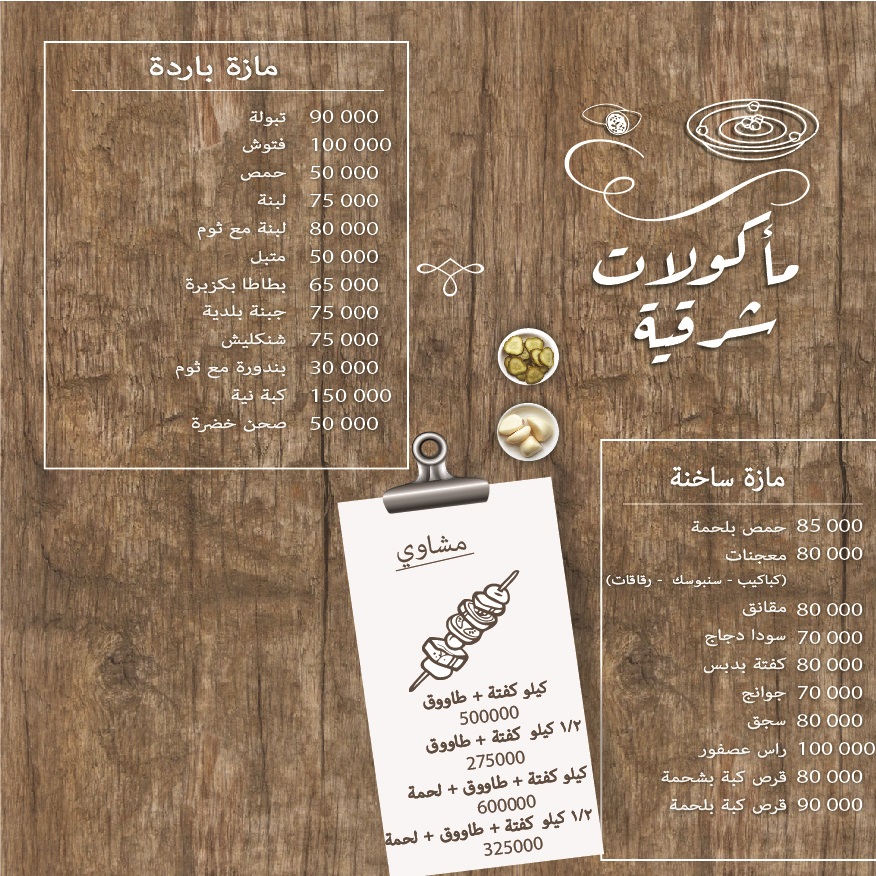 مأكولات
شرقية
مازة باردة
تبولة 90 000
فتوش 100 000
حمص 50 000
لبنة 75 000
لبنة مع ثوم 80 000
متبل 50 000
بطاطا بكزبرة 65 000
جبنة بلدية 75 000
شنكليش 75 000
بندورة مع ثوم 30 000
كبة نية 150 000
صحن خضرة 50 000
مازة ساخنة
حمص بلحمة 85 000
معجنات 80 000
(كباكيب - سنبوسك - رقاقات)
مقانق 80 000
سودا دجاج 70 000
كفتة بدبس 80 000
جوانح 70 000
سجق 80 000
راس عصفور 100 000
قرص كبة بشحمة 80 000
قرص كبة بلحمة 90 000
مشاوي
كيلو كفتة + طاووق
500000
١/٢ كيلو كفتة + طاووق
275000
كيلو كفتة + طاووق + لحمة
600000
١/٢ كيلو كفتة + طاووق + لحمة
325000